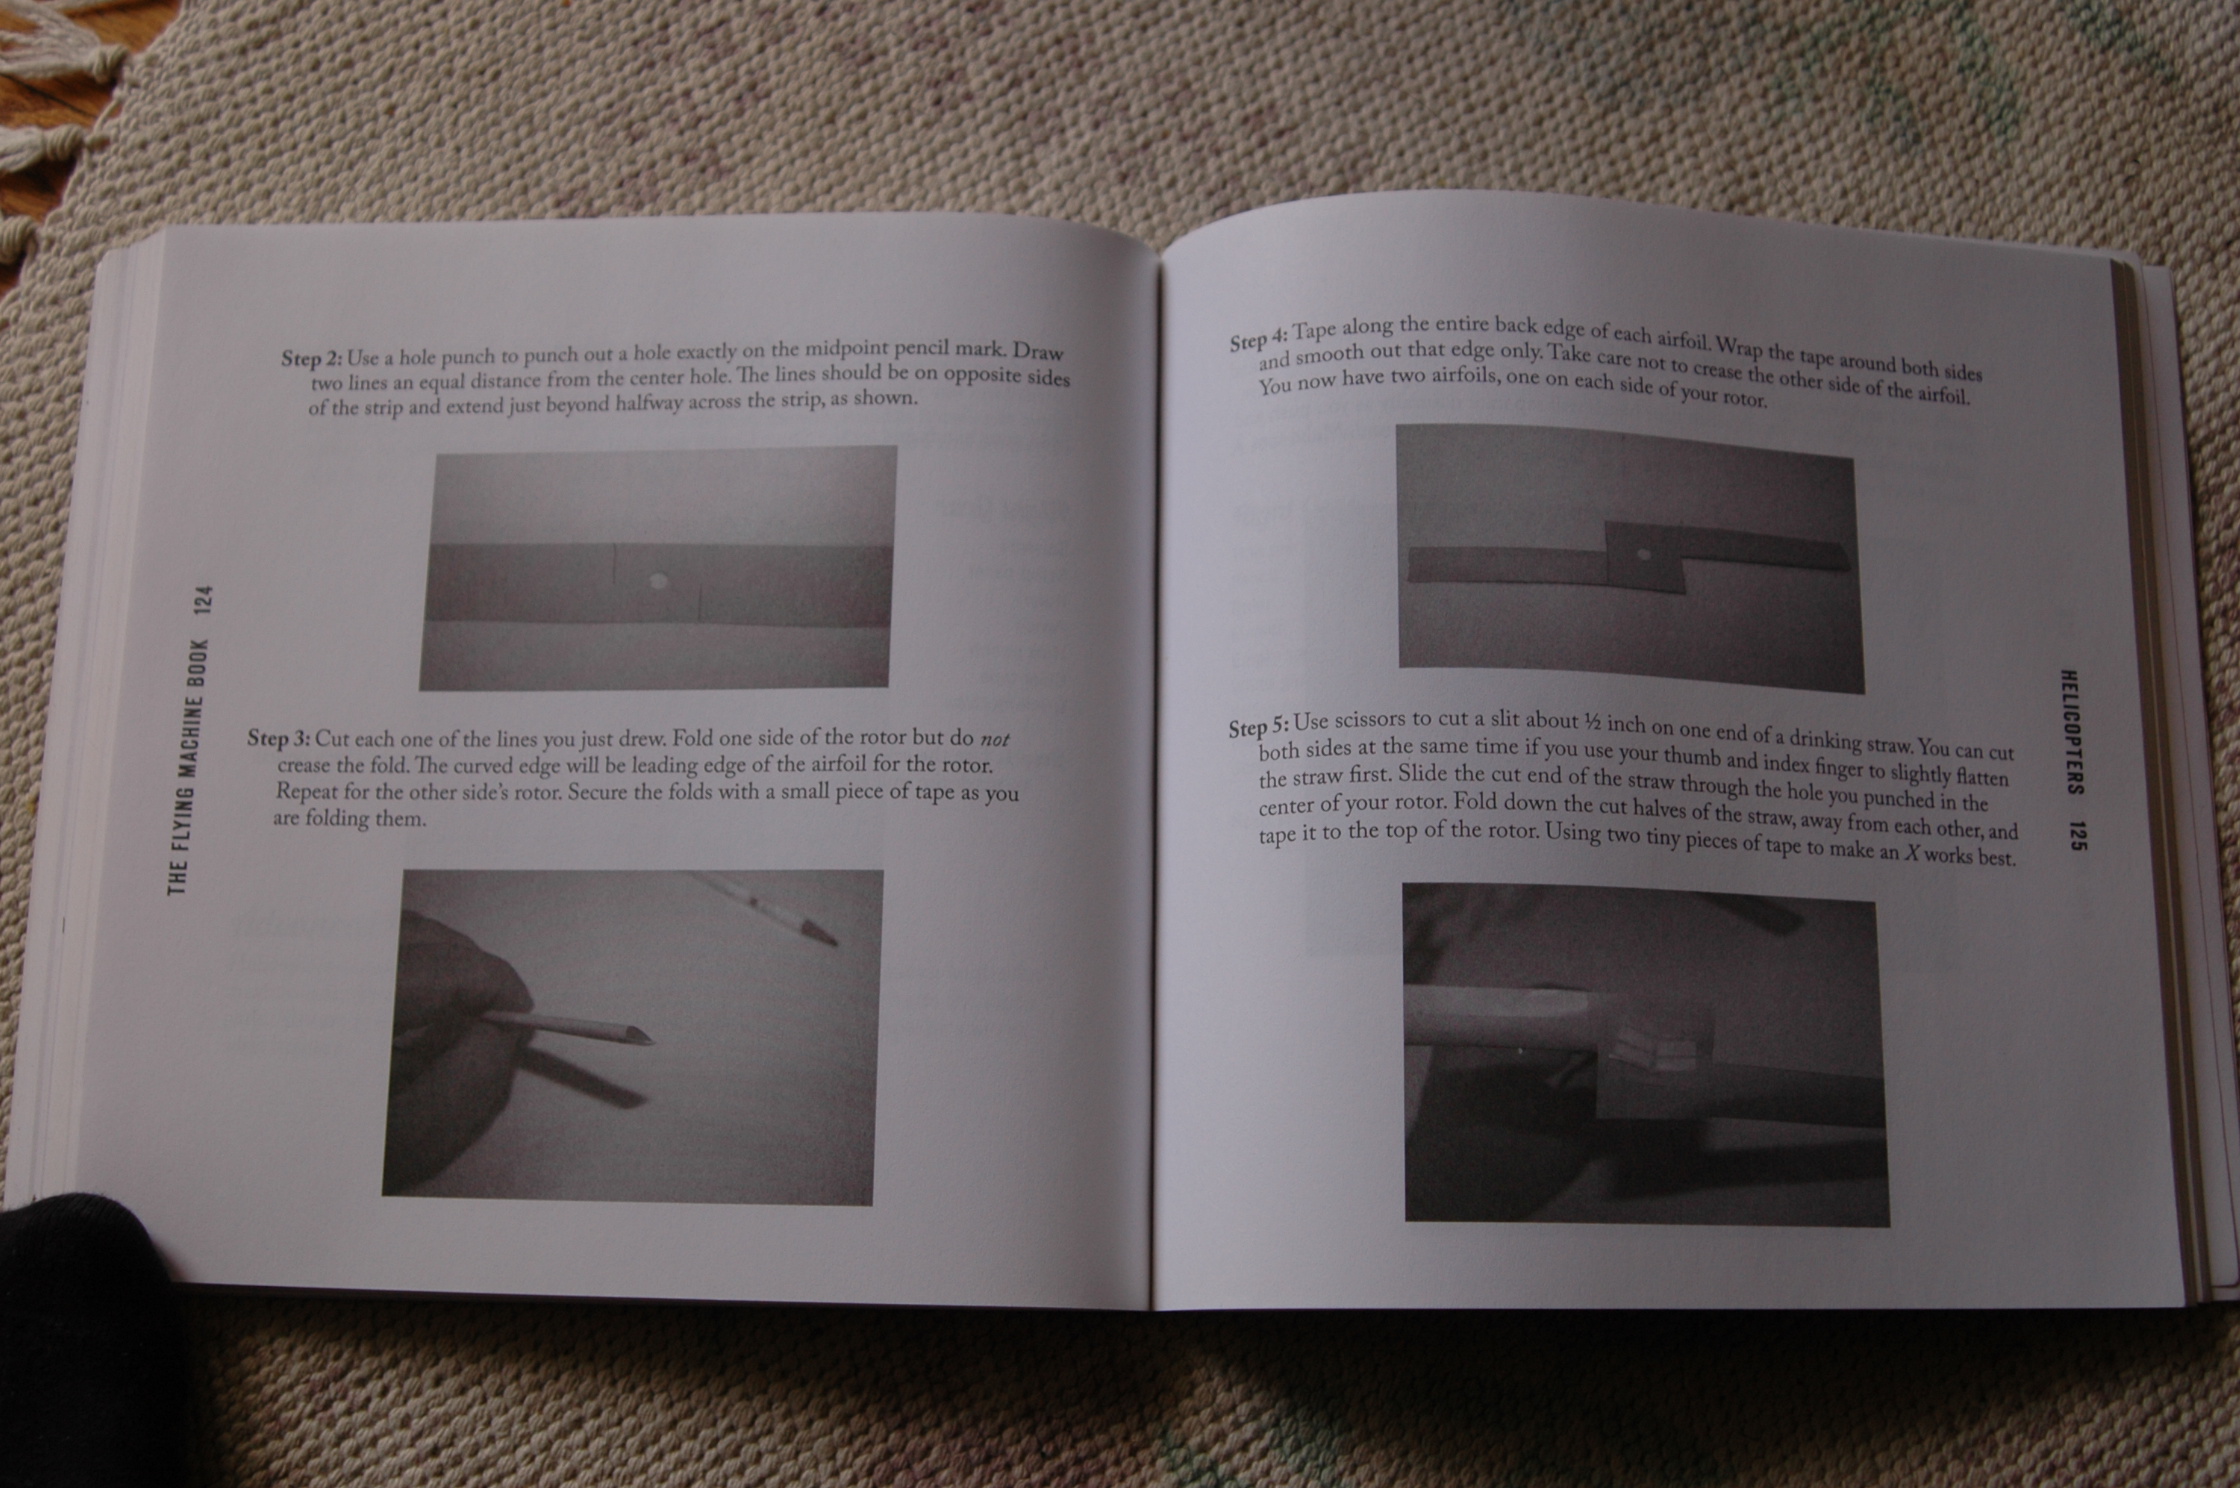 THE FLYING MACHINE BOOK 124
Step 2: Use a hole punch to punch out a hole exactly on the midpoint pencil mark. Draw
two lines an equal distance from the center hole. The lines should be on opposite sides
of the strip and extend just beyond halfway across the strip, as shown.
Step 3: Cut each one of the lines you just drew. Fold one side of the rotor but do not
crease the fold. The curved edge will be leading edge of the airfoil for the rotor.
Repeat for the other side's rotor. Secure the folds with a small piece of tape as you
are folding them.
HELICOPTERS 125
Step 4: Tape along the entire back edge of each airfoil. Wrap the tape around both sides
and smooth out that edge only. Take care not to crease the other side of the airfoil.
You now have two airfoils, one on each side of your rotor.
Step 5: Use scissors to cut a slit about ½ inch on one end of a drinking straw. You can cut
both sides at the same time if you use your thumb and index finger to slightly flatten
the straw first. Slide the cut end of the straw through the hole you punched in the
center of your rotor. Fold down the cut halves of the straw, away from each other, and
tape it to the top of the rotor. Using two tiny pieces of tape to make an X works best.